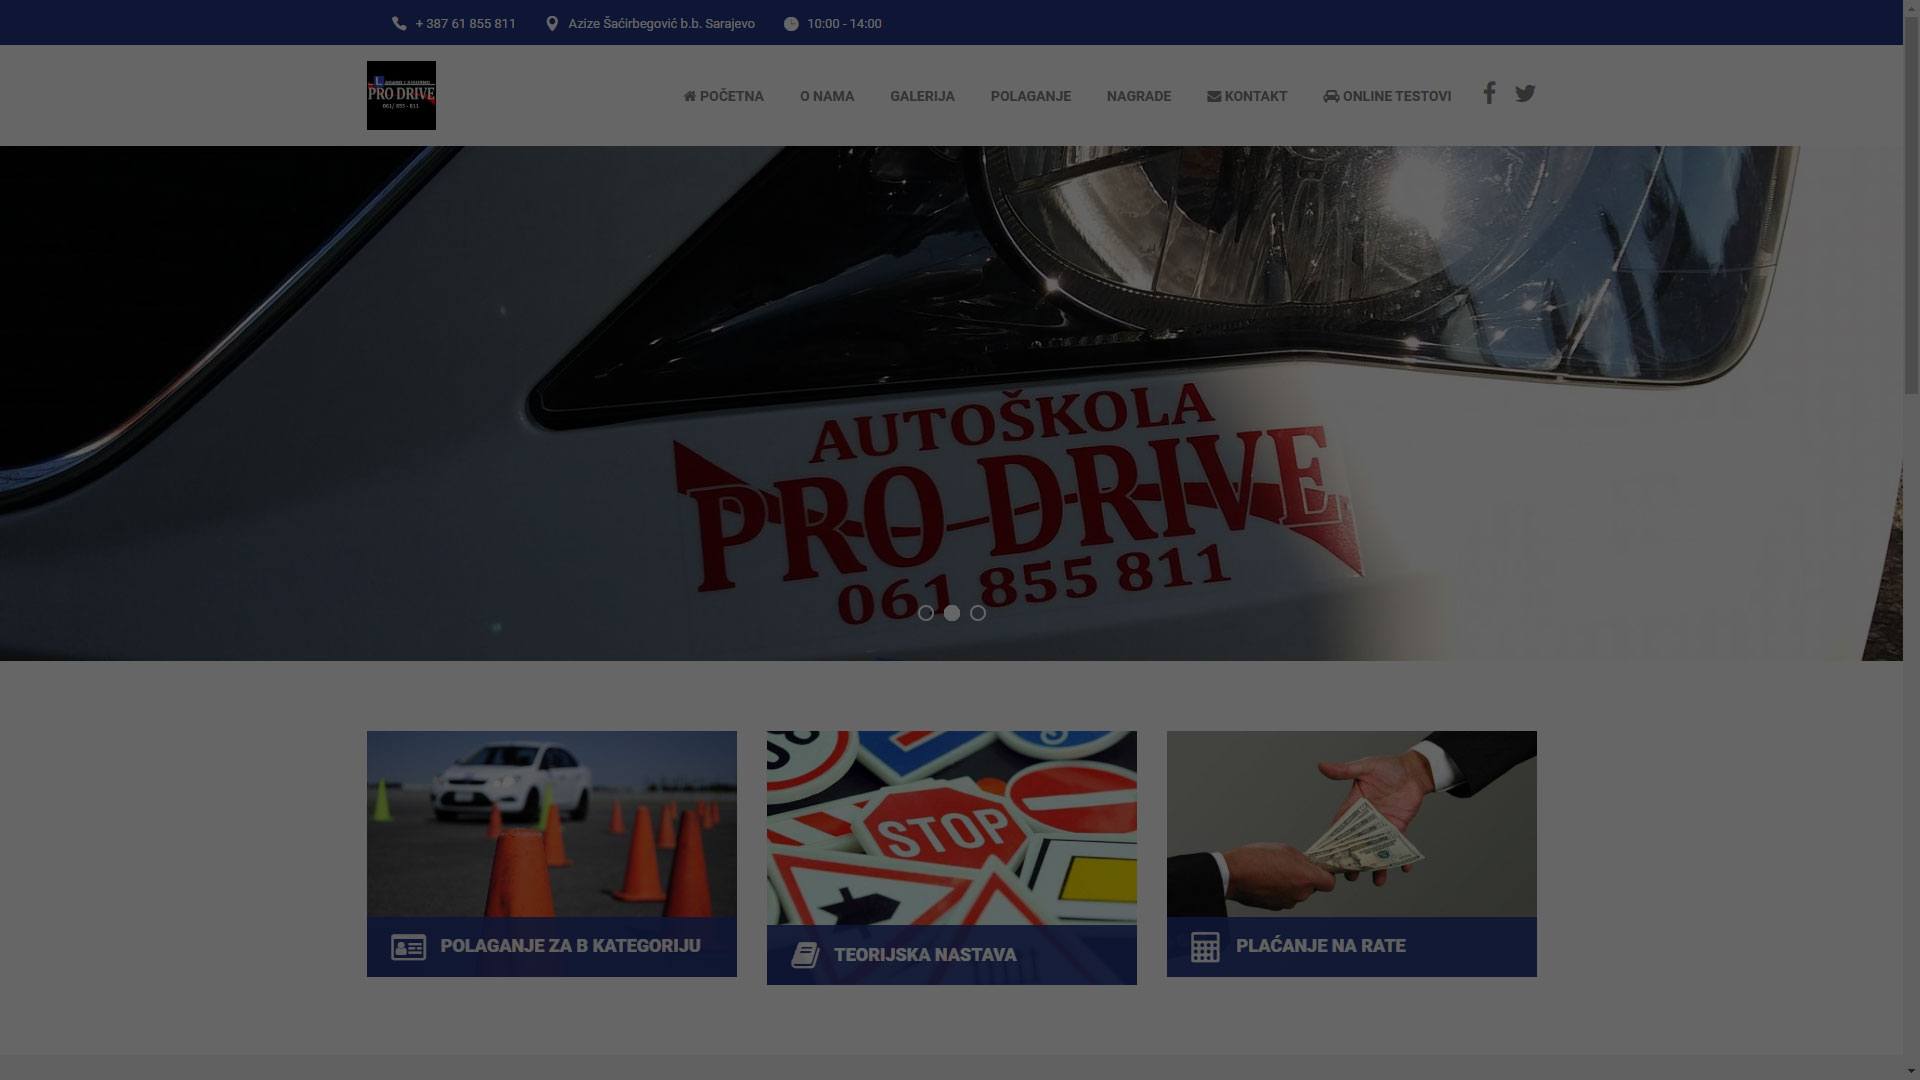 + 387 61 855 811
Azize Šaćirbegović b.b. Sarajevo
10:00 - 14:00
L
PRO DRIVE
061/ 855 - 811
POČETNA
O NAMA
GALERIJA
POLAGANJE
NAGRADE
KONTAKT
ONLINE TESTOVI
AUTOŠKOLA
PRO DRIVE
061 855 811
STOP
POLAGANJE ZA B KATEGORIJU
TEORIJSKA NASTAVA
PLAĆANJE NA RATE